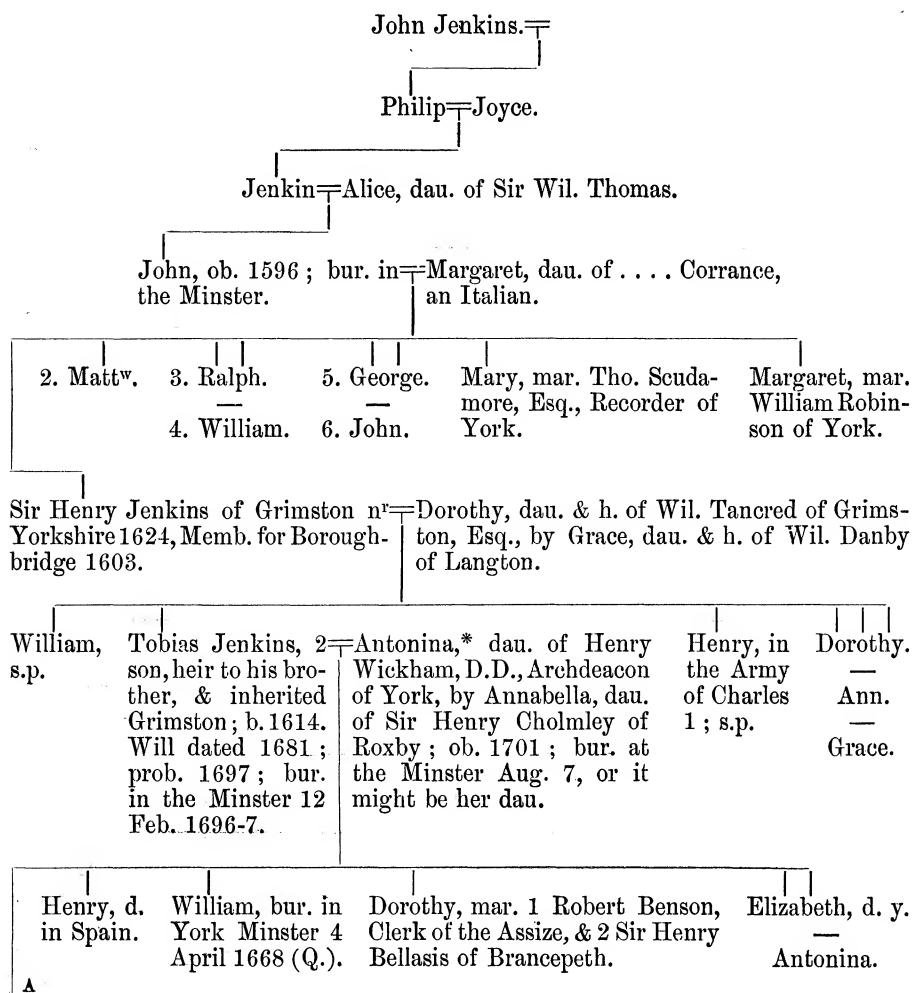 John Jenkins.
Philip Joyce.
Jenkin Alice, dau. of Sir Wil. Thomas.
John, ob. 1596 ; bur. in
the Minster.
Margaret, dau. of . . . . Corrance,
an Italian.
2. Mattʷ.
3. Ralph.
—
4. William.
5. George.
—
6. John.
Mary, mar. Tho. Scuda-
more, Esq., Recorder of
York.
Margaret, mar.
William Robin-
son of York.
Sir Henry Jenkins of Grimston nʳ
Yorkshire 1624, Memb. for Borough-
bridge 1603.
Dorothy, dau. & h. of Wil. Tancred of Grims-
ton, Esq., by Grace, dau. & h. of Wil. Danby
of Langton.
William,
s.p.
Tobias Jenkins, 2
son, heir to his bro-
ther, & inherited
Grimston ; b. 1614.
Will dated 1681 ;
prob. 1697 ; bur.
in the Minster 12
Feb. 1696-7.
Antonina,* dau. of Henry
Wickham, D.D., Archdeacon
of York, by Annabella, dau.
of Sir Henry Cholmley of
Roxby ; ob. 1701 ; bur. at
the Minster Aug. 7, or it
might be her dau.
Henry, in
the Army
of Charles
1 ; s.p.
Dorothy.
—
Ann.
—
Grace.
Henry, d.
in Spain.
William, bur. in
York Minster 4
April 1668 (Q.).
Dorothy, mar. 1 Robert Benson,
Clerk of the Assize, & 2 Sir Henry
Bellasis of Brancepeth.
Elizabeth, d. y.
—
Antonina.
A